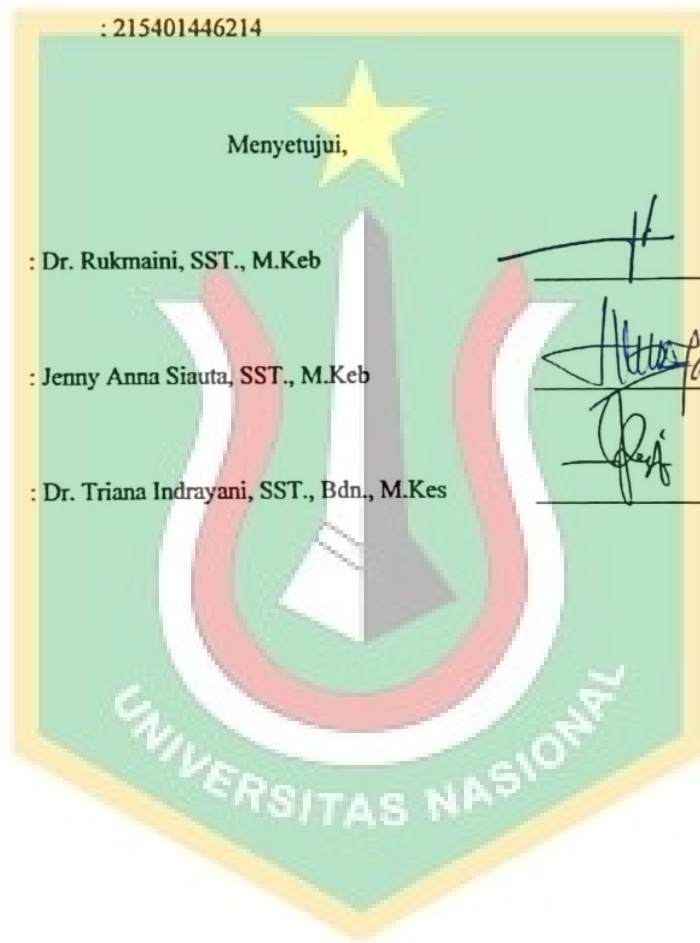 : 215401446214
Menyetujui,
: Dr. Rukmaini, SST., M.Keb
: Jenny Anna Siauta, SST., M.Keb
: Dr. Triana Indrayani, SST., Bdn., M.Kes
UNIVERSITAS NASIONAL